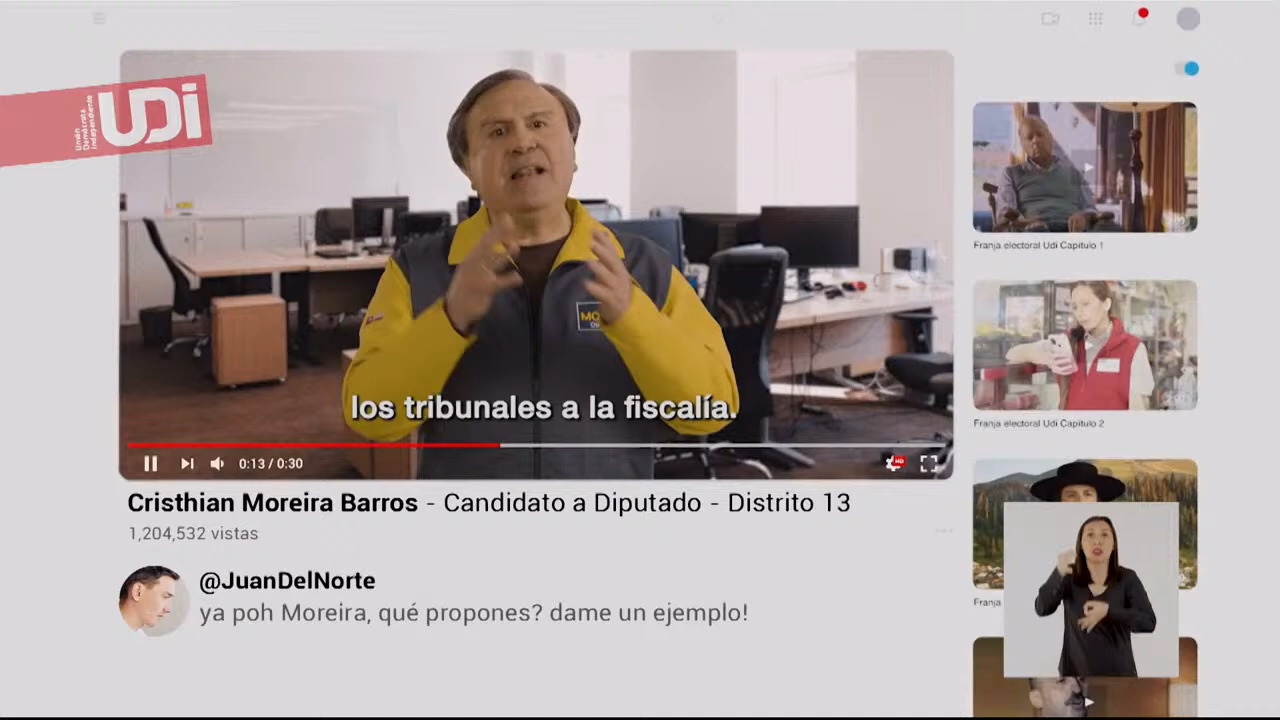 Unión
Demócrata
Independiente
UDi
los tribunales a la fiscalía.
0:13 / 0:30
HD
Cristhian Moreira Barros - Candidato a Diputado - Distrito 13
1,204,532 vistas
@JuanDelNorte
ya poh Moreira, qué propones? dame un ejemplo!
Franja electoral Udi Capitulo 1
Franja electoral Udi Capitulo 2
Franja